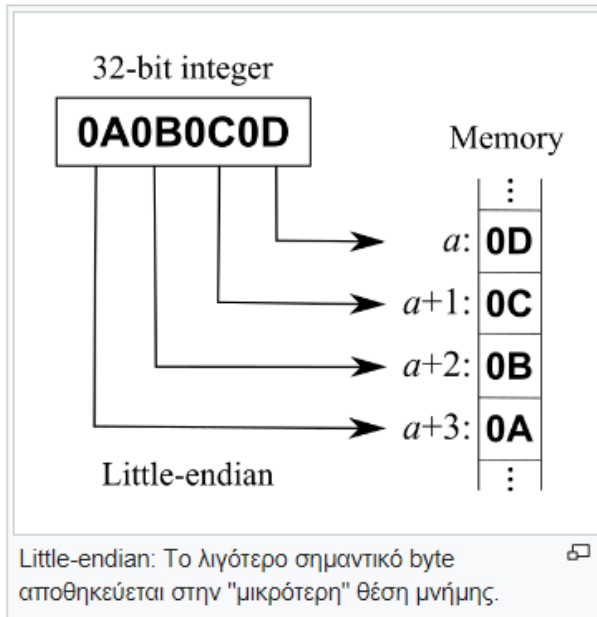 32-bit integer
0A0B0C0D
Memory
⋮
a: 0D
a+1: 0C
a+2: 0B
a+3: 0A
⋮
Little-endian
Little-endian: Το λιγότερο σημαντικό byte
αποθηκεύεται στην "μικρότερη" θέση μνήμης.